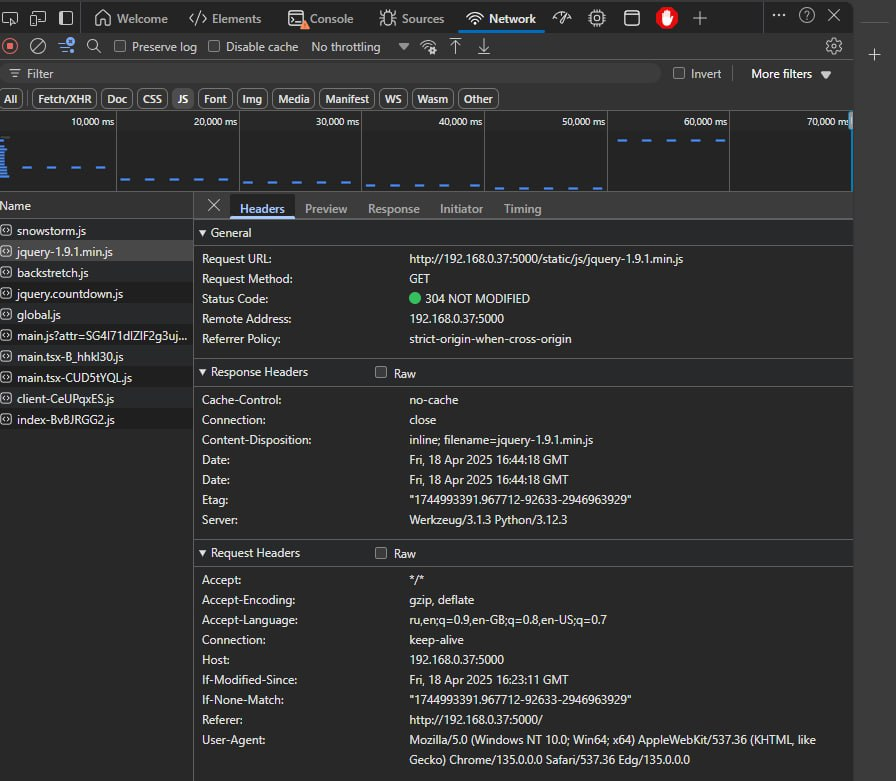 Welcome Elements Console Sources Network
Preserve log Disable cache No throttling
Filter Invert More filters
All Fetch/XHR Doc CSS JS Font Img Media Manifest WS Wasm Other
10,000 ms 20,000 ms 30,000 ms 40,000 ms 50,000 ms 60,000 ms 70,000 ms
Name
snowstorm.js
jquery-1.9.1.min.js
backstretch.js
jquery.countdown.js
global.js
main.js?attr=SG4I71dIZIF2g3uj...
main.tsx-B_hhkI30.js
main.tsx-CUD5tYQL.js
client-CeUPqxES.js
index-BvBJRGG2.js
Headers Preview Response Initiator Timing
General
Request URL: http://192.168.0.37:5000/static/js/jquery-1.9.1.min.js
Request Method: GET
Status Code: 304 NOT MODIFIED
Remote Address: 192.168.0.37:5000
Referrer Policy: strict-origin-when-cross-origin
Response Headers Raw
Cache-Control: no-cache
Connection: close
Content-Disposition: inline; filename=jquery-1.9.1.min.js
Date: Fri, 18 Apr 2025 16:44:18 GMT
Date: Fri, 18 Apr 2025 16:44:18 GMT
Etag: "1744993391.967712-92633-2946963929"
Server: Werkzeug/3.1.3 Python/3.12.3
Request Headers Raw
Accept: */*
Accept-Encoding: gzip, deflate
Accept-Language: ru,en;q=0.9,en-GB;q=0.8,en-US;q=0.7
Connection: keep-alive
Host: 192.168.0.37:5000
If-Modified-Since: Fri, 18 Apr 2025 16:23:11 GMT
If-None-Match: "1744993391.967712-92633-2946963929"
Referer: http://192.168.0.37:5000/
User-Agent: Mozilla/5.0 (Windows NT 10.0; Win64; x64) AppleWebKit/537.36 (KHTML, like
Gecko) Chrome/135.0.0.0 Safari/537.36 Edg/135.0.0.0